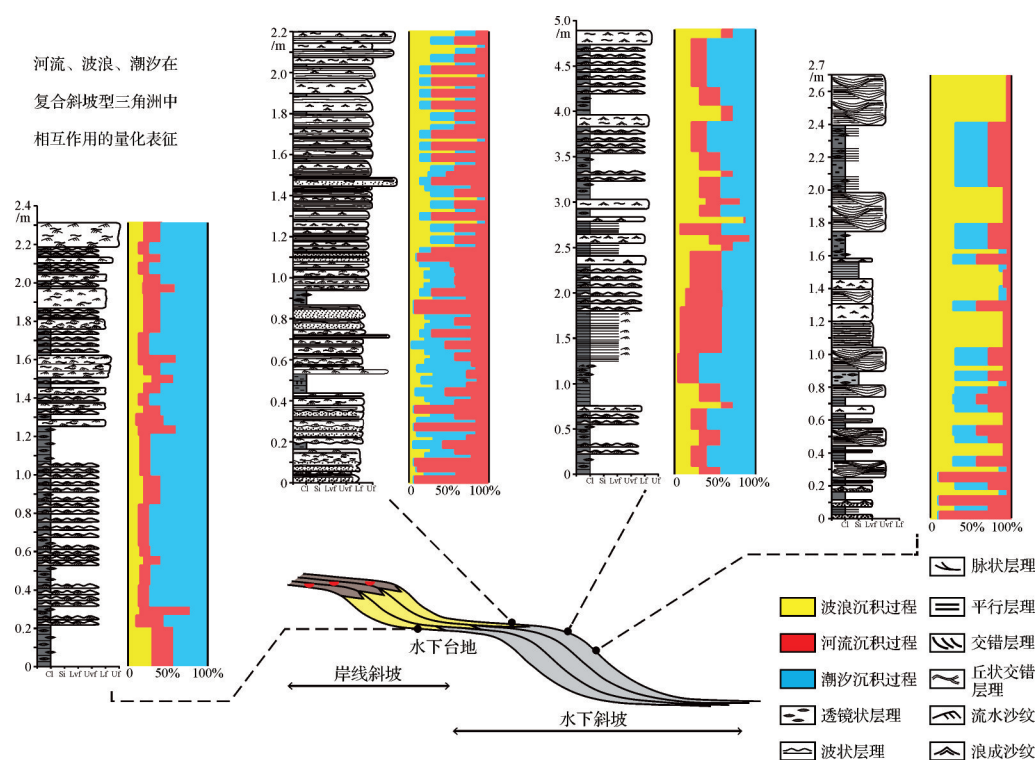 河流、波浪、潮汐在
复合斜坡型三角洲中
相互作用的量化表征
2.4
/m
2.2
2.0
1.8
1.6
1.4
1.2
1.0
0.8
0.6
0.4
0.2
0
Cl Si Lvf Uvf Lf Uf
0 50% 100%
2.2
/m
2.0
1.8
1.6
1.4
1.2
1.0
0.8
0.6
0.4
0.2
0
Cl Si Lvf Uvf Lf Uf
0 50% 100%
5.0
/m
4.5
4.0
3.5
3.0
2.5
2.0
1.5
1.0
0.5
0
Cl Si Lvf Uvf Lf Uf
0 50% 100%
2.7
/m
2.6
2.4
2.2
2.0
1.8
1.6
1.4
1.2
1.0
0.8
0.6
0.4
0.2
0
Cl Si Lvf Uvf Lf
0 50% 100%
水下台地
岸线斜坡
水下斜坡
脉状层理
波浪沉积过程
平行层理
河流沉积过程
交错层理
潮汐沉积过程
丘状交错
层理
透镜状层理
流水沙纹
波状层理
浪成沙纹